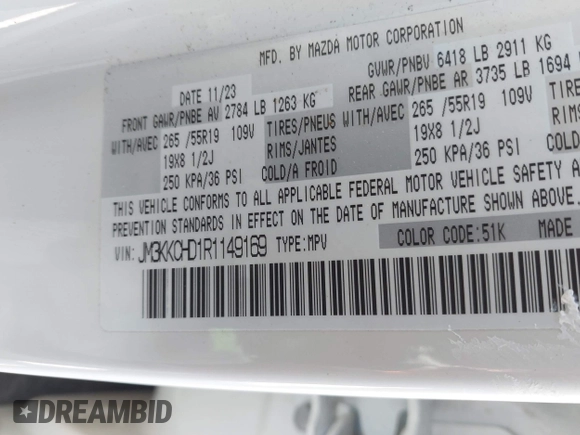 MFD. BY MAZDA MOTOR CORPORATION
DATE 11/23 GVWR/PNBV 6418 LB 2911 KG
FRONT GAWR/PNBE AV 2784 LB 1263 KG REAR GAWR/PNBE AR 3735 LB 1694
WITH/AVEC 265 /55R19 109V TIRES/PNEUS WITH/AVEC 265 /55R19 109V TIRE
19X8 1/2J RIMS/JANTES 19X8 1/2J RIMS/
250 KPA/36 PSI COLD/A FROID 250 KPA/36 PSI COLD/
THIS VEHICLE CONFORMS TO ALL APPLICABLE FEDERAL MOTOR VEHICLE SAFETY A
PREVENTION STANDARDS IN EFFECT ON THE DATE OF MANUFACTURE SHOWN ABOVE.
VIN: JM3KKCHD1R1149169 TYPE:MPV COLOR CODE:51K MADE
DREAMBID